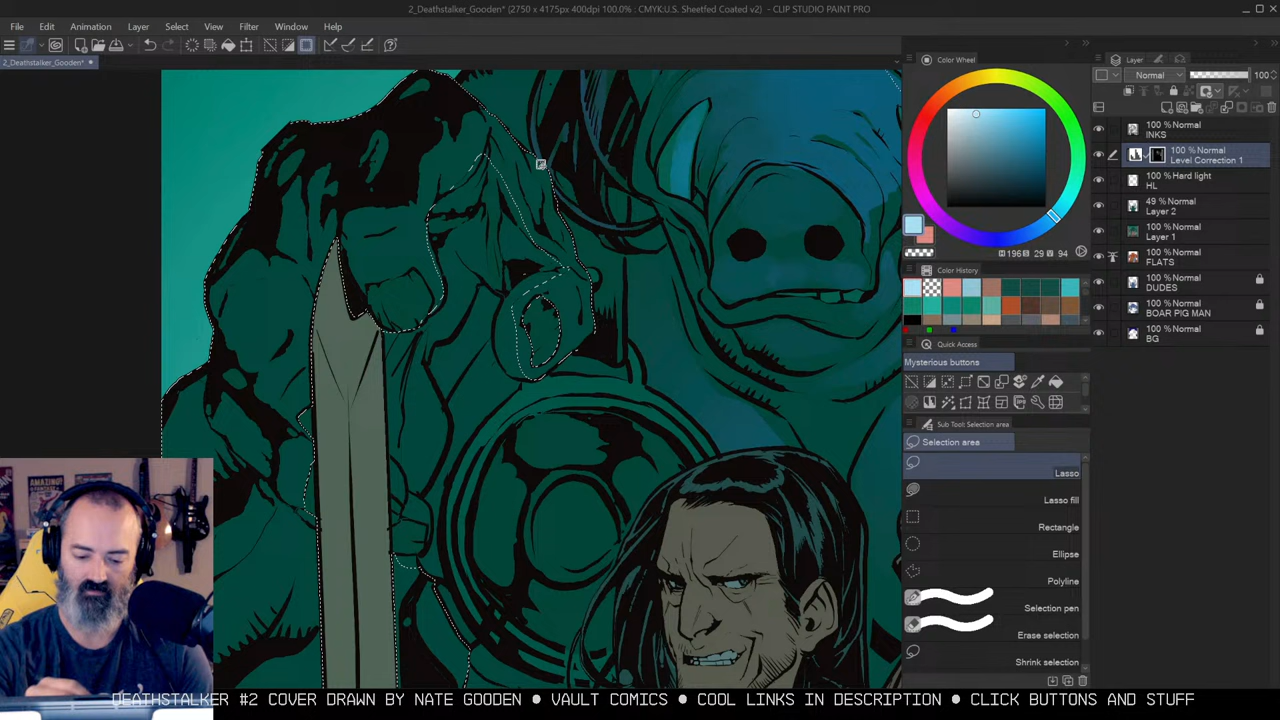 2_Deathstalker_Gooden* (2750 x 4175px 400dpi 100.0% : CMYK:U.S. Sheetfed Coated v2) - CLIP STUDIO PAINT PRO
File Edit Animation Layer Select View Filter Window Help
2_Deathstalker_Gooden*
Color Wheel
H 196 S 29 V 94
Color History
Quick Access
Mysterious buttons
Sub Tool Selection area
Selection area
Lasso
Lasso fill
Rectangle
Ellipse
Polyline
Selection pen
Erase selection
Shrink selection
Layer
Normal 100
100 % Normal
INKS
100 % Normal
Level Correction 1
100 % Hard light
HL
49 % Normal
Layer 2
100 % Normal
Layer 1
100 % Normal
FLATS
100 % Normal
DUDES
100 % Normal
BOAR PIG MAN
100 % Normal
BG
AMAZING!
DEATHSTALKER #2 COVER DRAWN BY NATE GOODEN ● VAULT COMICS ● COOL LINKS IN DESCRIPTION ● CLICK BUTTONS AND STUFF